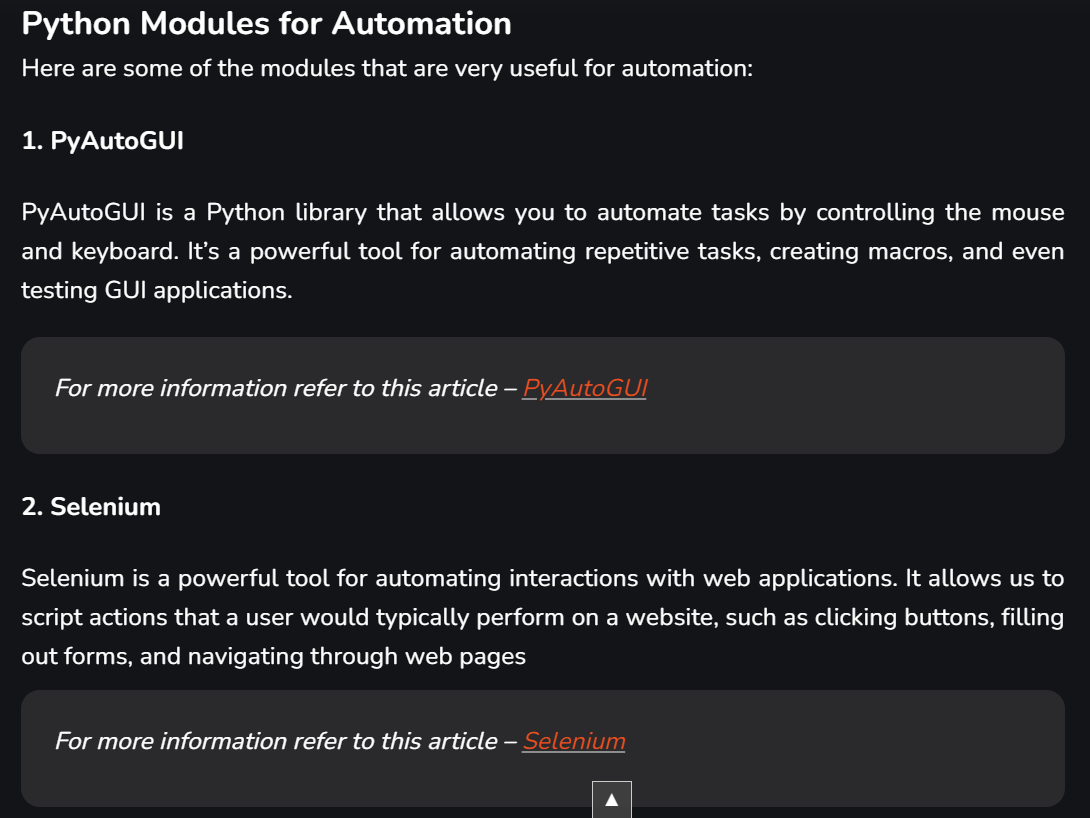 Python Modules for Automation
Here are some of the modules that are very useful for automation:
1. PyAutoGUI
PyAutoGUI is a Python library that allows you to automate tasks by controlling the mouse
and keyboard. It’s a powerful tool for automating repetitive tasks, creating macros, and even
testing GUI applications.
For more information refer to this article – PyAutoGUI
2. Selenium
Selenium is a powerful tool for automating interactions with web applications. It allows us to
script actions that a user would typically perform on a website, such as clicking buttons, filling
out forms, and navigating through web pages
For more information refer to this article – Selenium